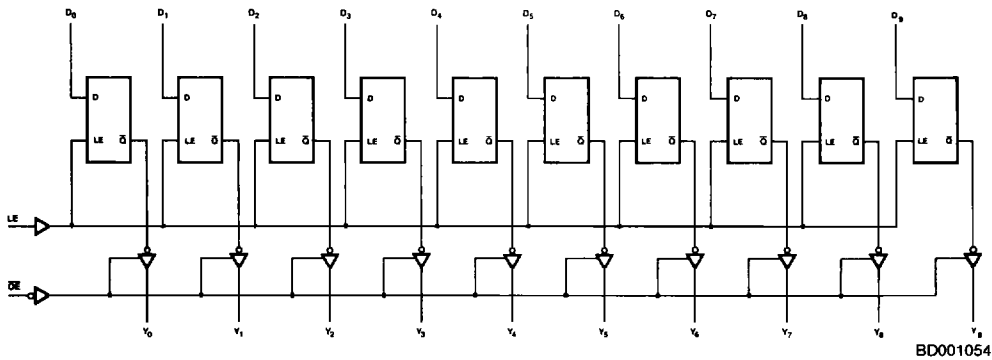 D₀ D₁ D₂ D₃ D₄ D₅ D₆ D₇ D₈ D₉
D D D D D D D D D D
LE Q̅ LE Q̅ LE Q̅ LE Q̅ LE Q̅ LE Q̅ LE Q̅ LE Q̅ LE Q̅ LE Q̅
LE
O̅E̅
Y₀ Y₁ Y₂ Y₃ Y₄ Y₅ Y₆ Y₇ Y₈ Y₉
BD001054